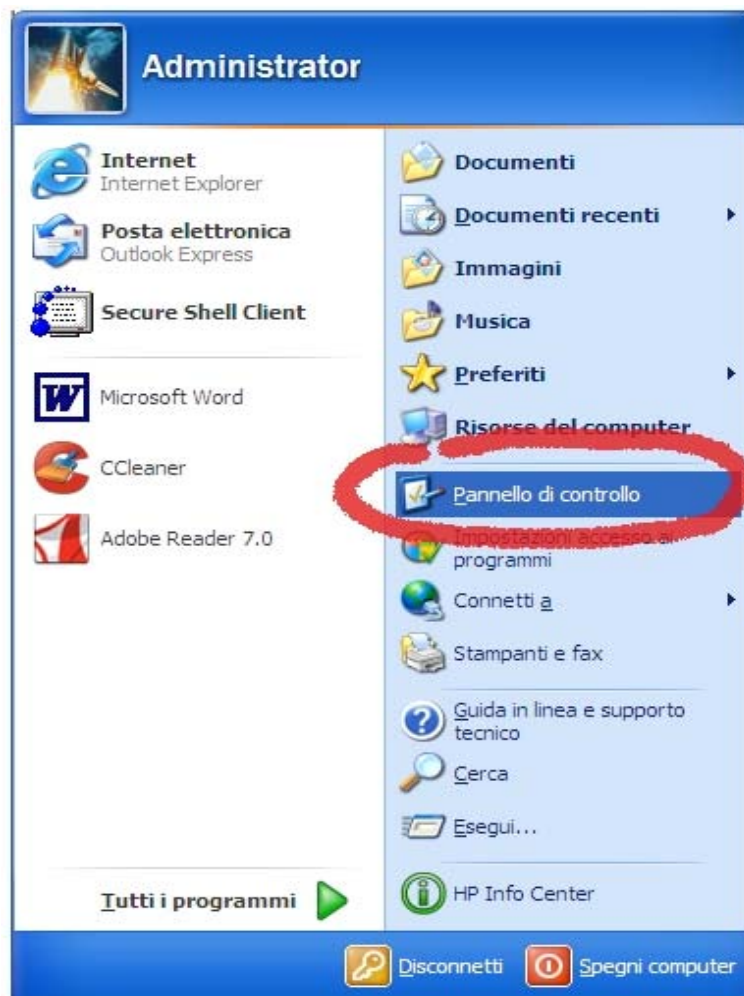 Administrator
Internet
Internet Explorer
Posta elettronica
Outlook Express
Secure Shell Client
Microsoft Word
CCleaner
Adobe Reader 7.0
Tutti i programmi
Documenti
Documenti recenti
Immagini
Musica
Preferiti
Risorse del computer
Pannello di controllo
Impostazioni accesso ai
programmi
Connetti a
Stampanti e fax
Guida in linea e supporto
tecnico
Cerca
Esegui...
HP Info Center
Disconnetti
Spegni computer